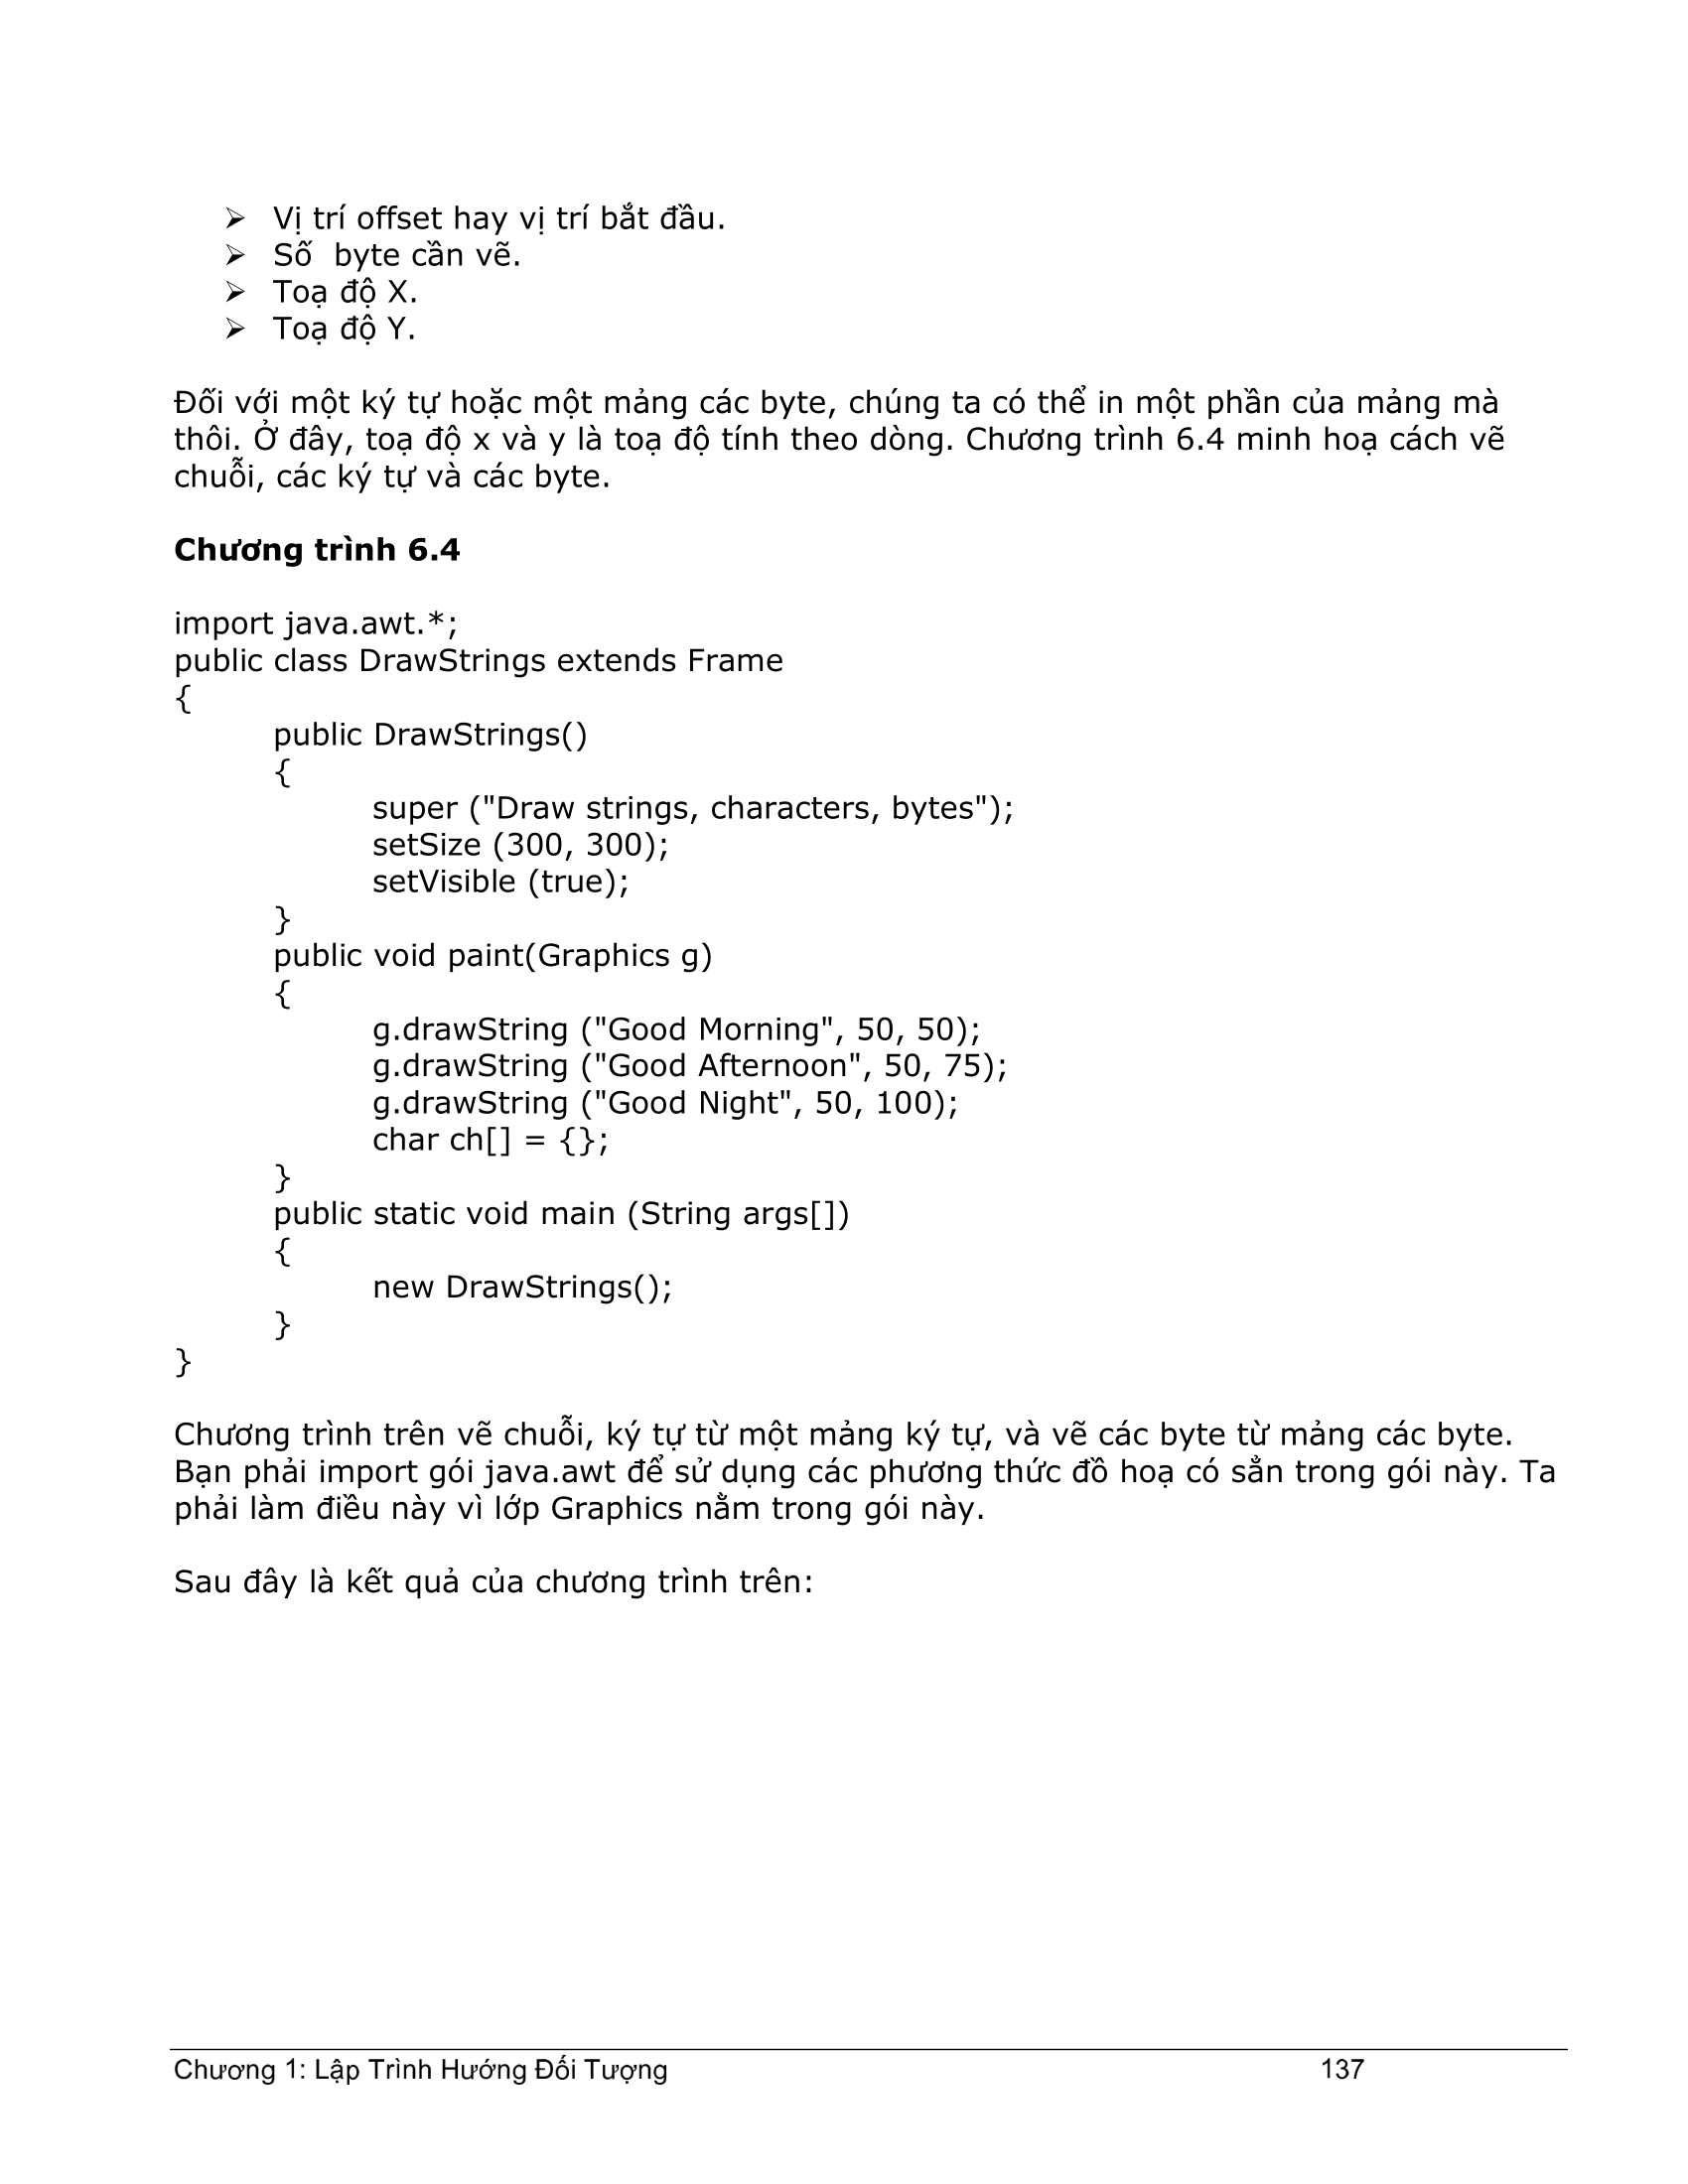 ➢ Vị trí offset hay vị trí bắt đầu.
➢ Số  byte cần vẽ.
➢ Toạ độ X.
➢ Toạ độ Y.
Đối với một ký tự hoặc một mảng các byte, chúng ta có thể in một phần của mảng mà
thôi. Ở đây, toạ độ x và y là toạ độ tính theo dòng. Chương trình 6.4 minh hoạ cách vẽ
chuỗi, các ký tự và các byte.
Chương trình 6.4
import java.awt.*;
public class DrawStrings extends Frame
{
public DrawStrings()
{
super ("Draw strings, characters, bytes");
setSize (300, 300);
setVisible (true);
}
public void paint(Graphics g)
{
g.drawString ("Good Morning", 50, 50);
g.drawString ("Good Afternoon", 50, 75);
g.drawString ("Good Night", 50, 100);
char ch[] = {};
}
public static void main (String args[])
{
new DrawStrings();
}
}
Chương trình trên vẽ chuỗi, ký tự từ một mảng ký tự, và vẽ các byte từ mảng các byte.
Bạn phải import gói java.awt để sử dụng các phương thức đồ hoạ có sẳn trong gói này. Ta
phải làm điều này vì lớp Graphics nằm trong gói này.
Sau đây là kết quả của chương trình trên:
Chương 1: Lập Trình Hướng Đối Tượng 137